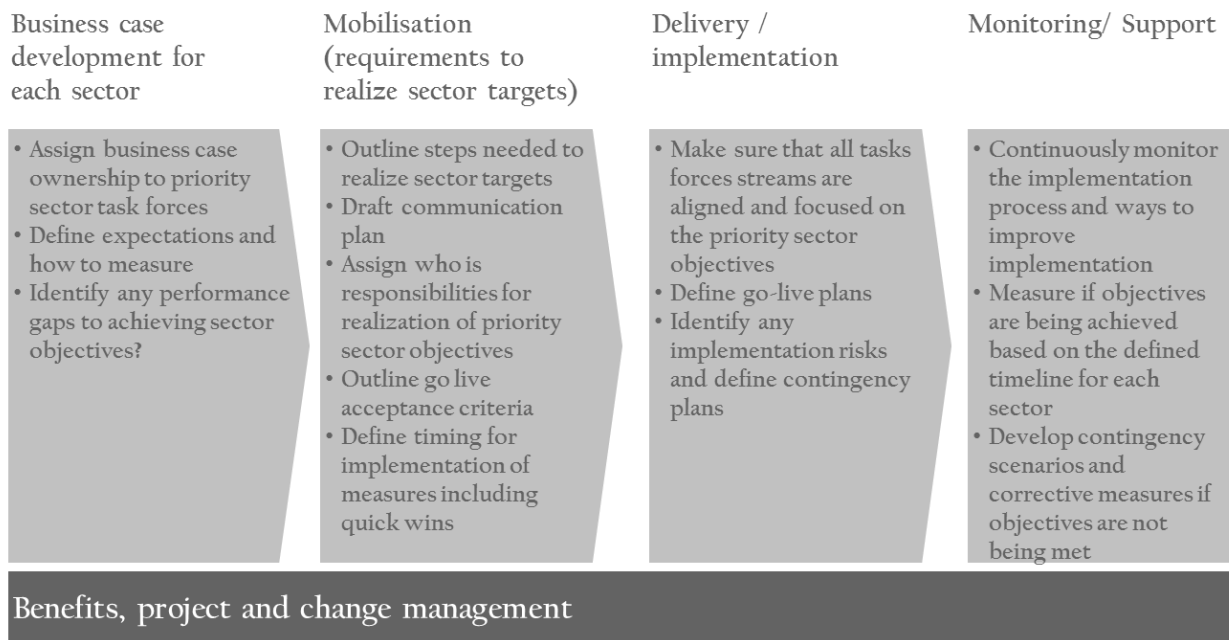 Business case
development for
each sector
Mobilisation
(requirements to
realize sector targets)
Delivery /
implementation
Monitoring/ Support
• Assign business case
ownership to priority
sector task forces
• Define expectations and
how to measure
• Identify any performance
gaps to achieving sector
objectives?
• Outline steps needed to
realize sector targets
• Draft communication
plan
• Assign who is
responsibilities for
realization of priority
sector objectives
• Outline go live
acceptance criteria
• Define timing for
implementation of
measures including
quick wins
• Make sure that all tasks
forces streams are
aligned and focused on
the priority sector
objectives
• Define go-live plans
• Identify any
implementation risks
and define contingency
plans
• Continuously monitor
the implementation
process and ways to
improve
implementation
• Measure if objectives
are being achieved
based on the defined
timeline for each
sector
• Develop contingency
scenarios and
corrective measures if
objectives are not
being met
Benefits, project and change management